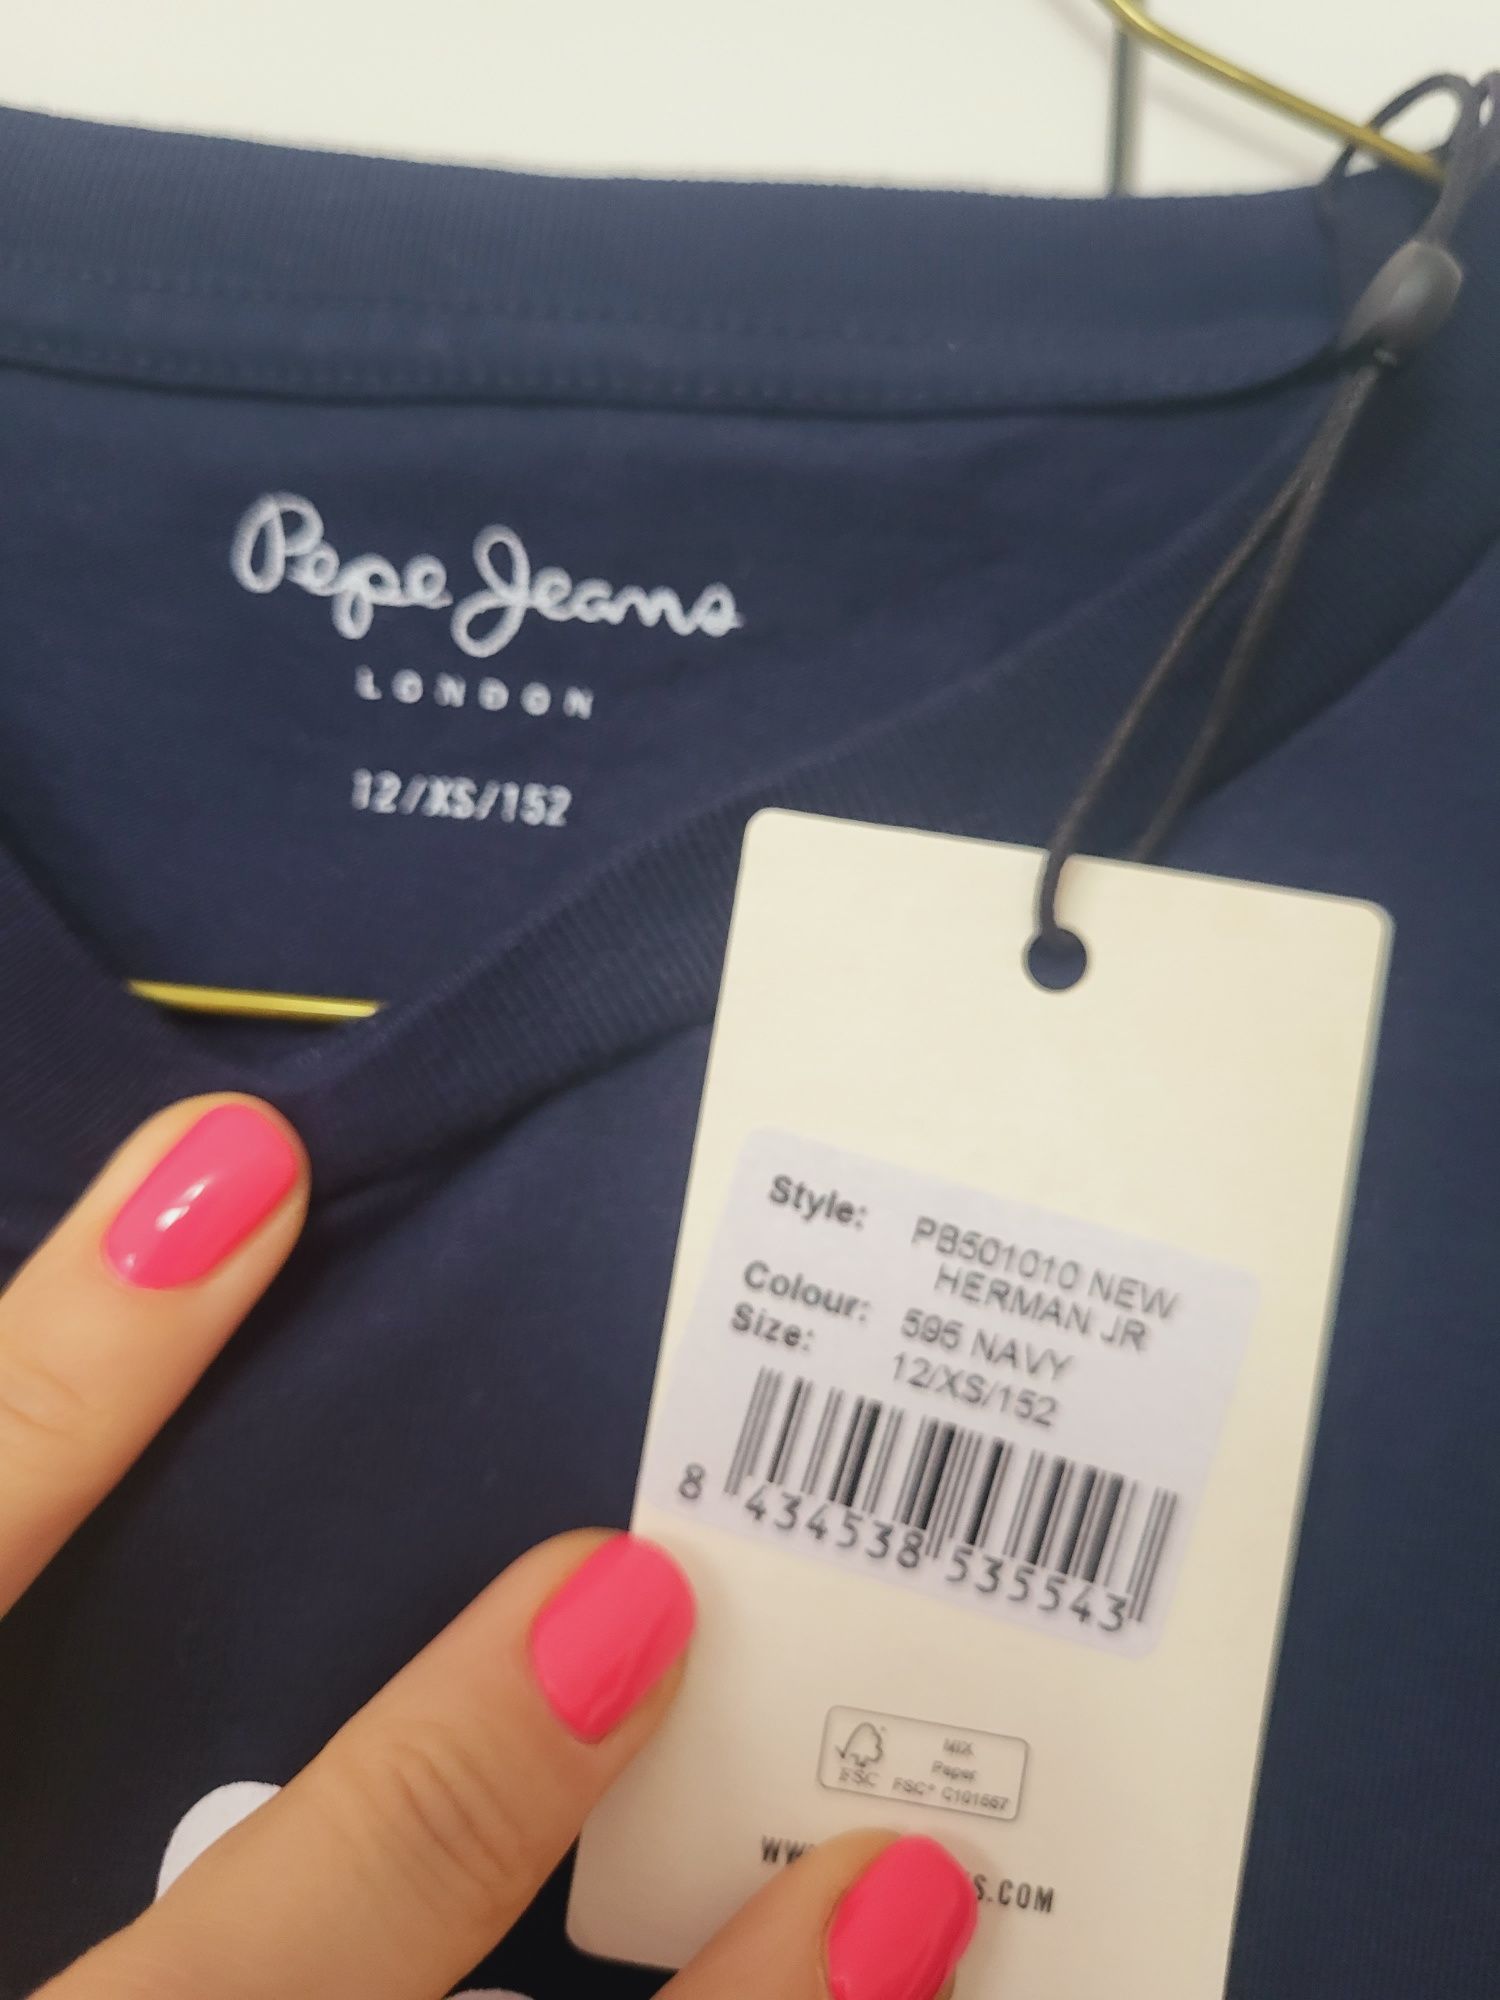 Pepe Jeans
LONDON
12/XS/152
Style: PB501010 NEW
HERMAN JR
Colour: 595 NAVY
Size: 12/XS/152
8 434538 535543
MIX
Paper
FSC FSC® C101667
S.COM